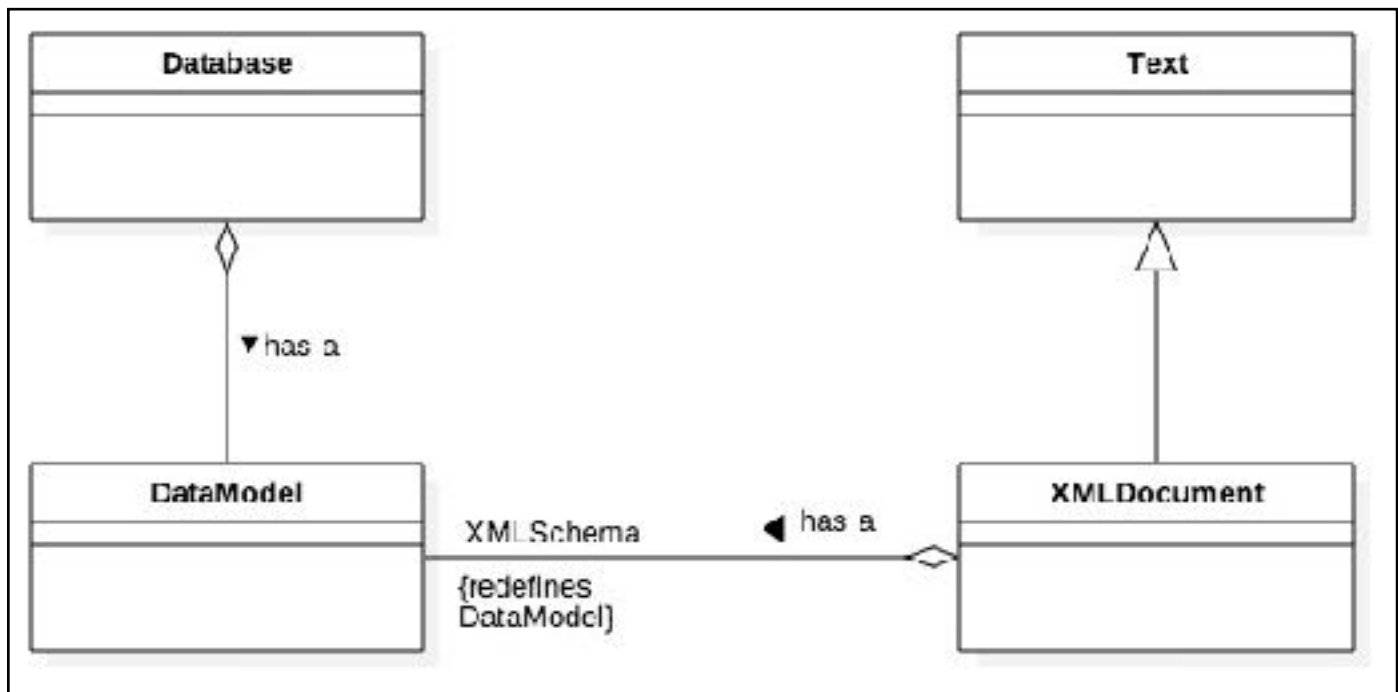 Database
Text
▼has a
DataModel
XMLDocument
XMLSchema
◀ has a
{redefines
DataModel}